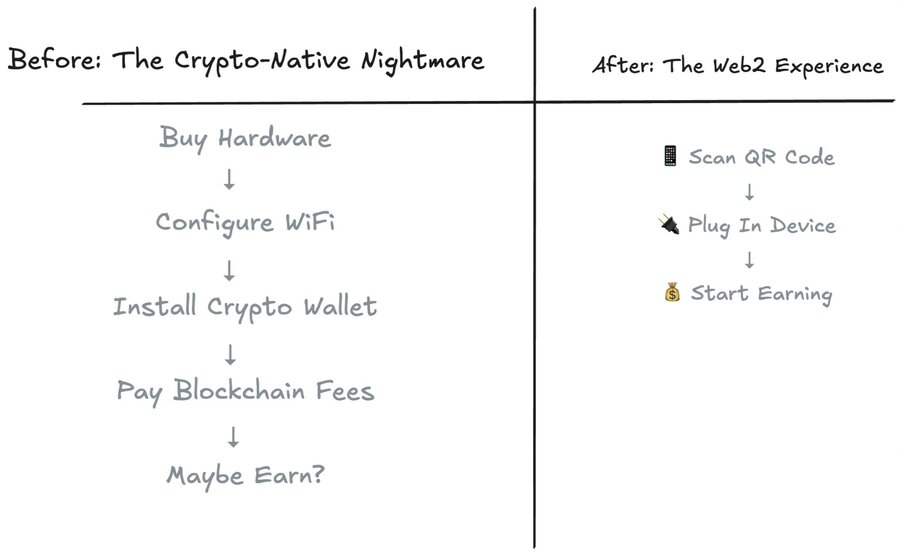 Before: The Crypto-Native Nightmare
Buy Hardware
↓
Configure WiFi
↓
Install Crypto Wallet
↓
Pay Blockchain Fees
↓
Maybe Earn?
After: The Web2 Experience
📱 Scan QR Code
↓
🔌 Plug In Device
↓
💰 Start Earning